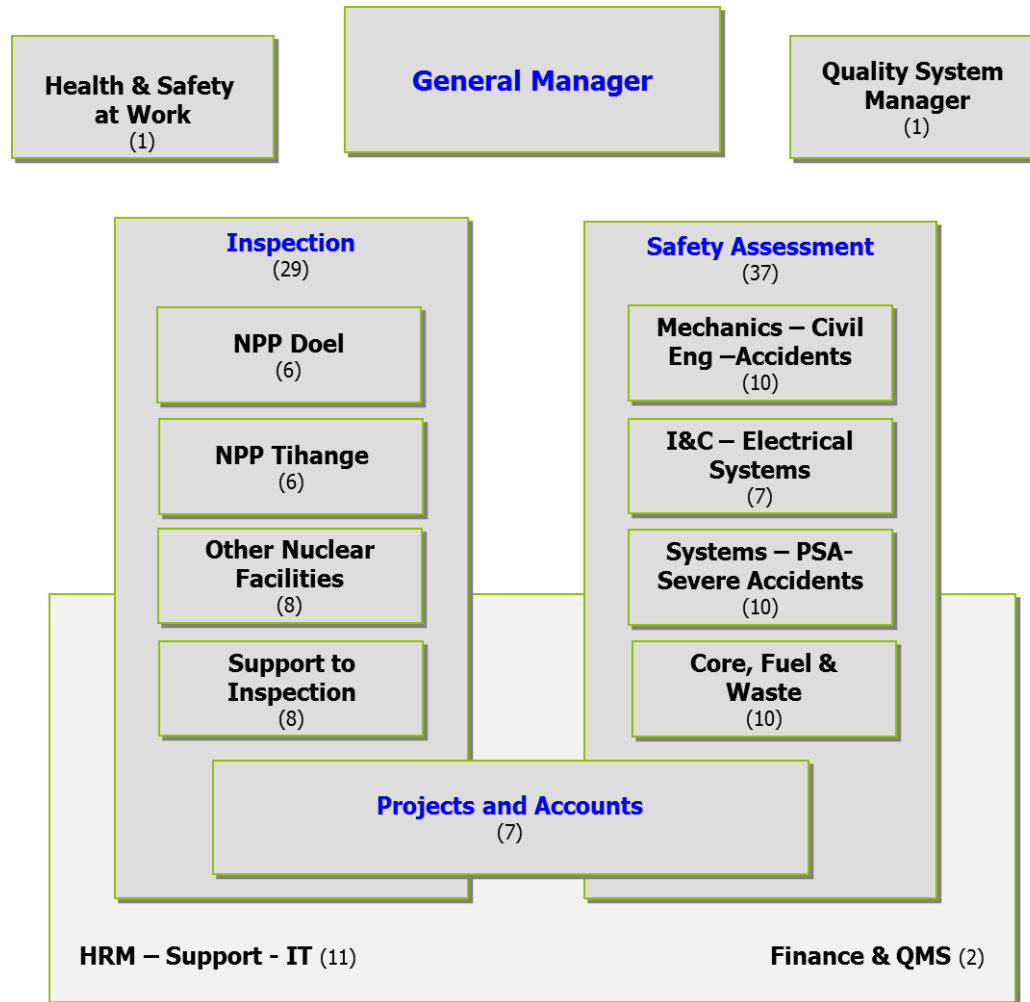 Health & Safety
at Work
(1)
General Manager
Quality System
Manager
(1)
Inspection
(29)
NPP Doel
(6)
NPP Tihange
(6)
Other Nuclear
Facilities
(8)
Support to
Inspection
(8)
Safety Assessment
(37)
Mechanics – Civil
Eng –Accidents
(10)
I&C – Electrical
Systems
(7)
Systems – PSA-
Severe Accidents
(10)
Core, Fuel &
Waste
(10)
Projects and Accounts
(7)
HRM – Support - IT (11)
Finance & QMS (2)